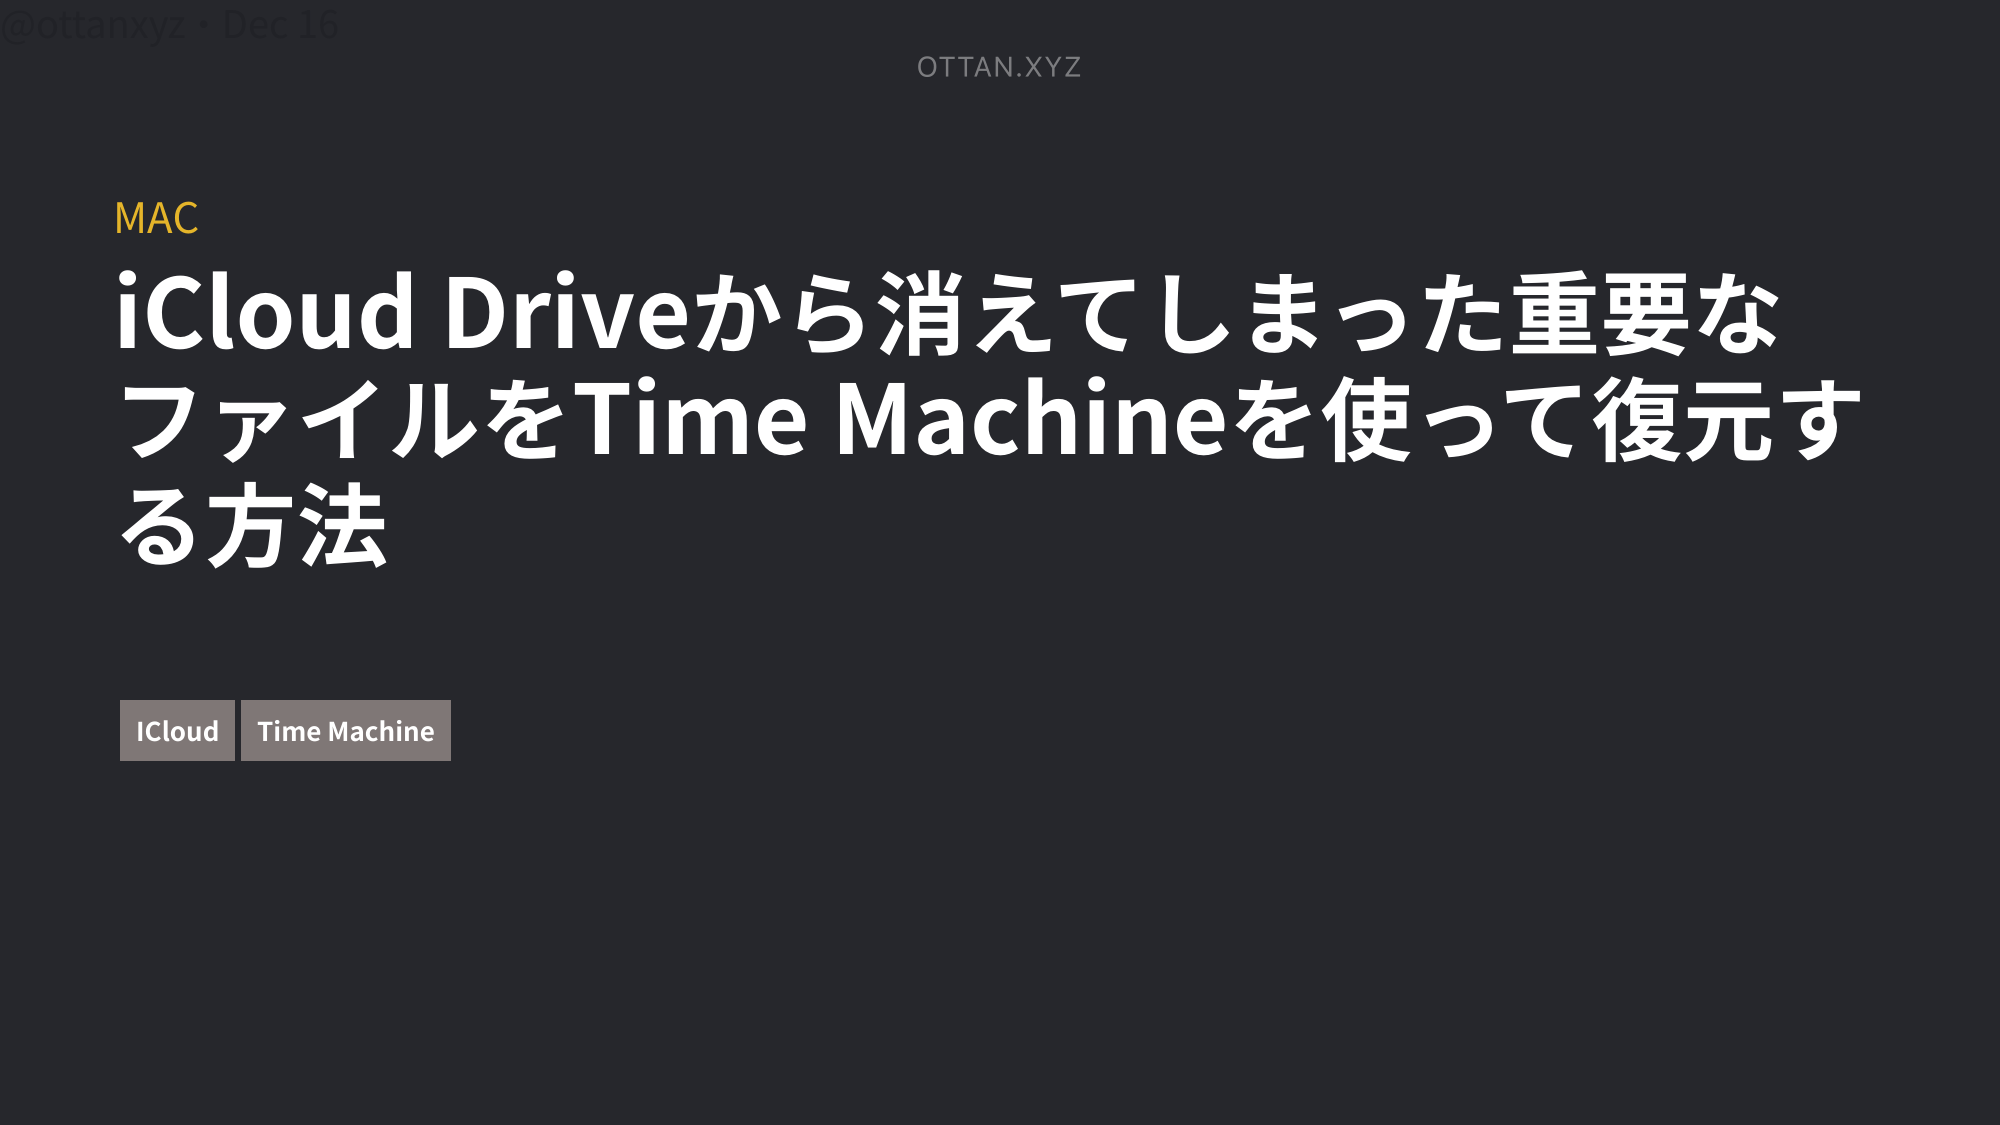 @ottanxyz・Dec 16
OTTAN.XYZ
MAC
iCloud Driveから消えてしまった重要な
ファイルをTime Machineを使って復元す
る方法
ICloud Time Machine